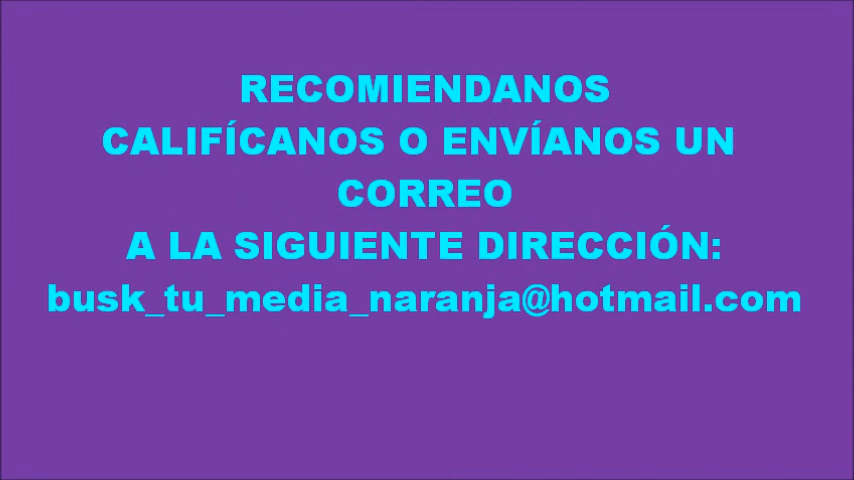 RECOMIENDANOS
CALIFÍCANOS O ENVÍANOS UN
CORREO
A LA SIGUIENTE DIRECCIÓN:
busk_tu_media_naranja@hotmail.com